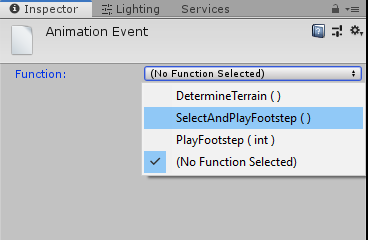 Inspector Lighting Services
Animation Event
Function: (No Function Selected)
DetermineTerrain ( )
SelectAndPlayFootstep ( )
PlayFootstep ( int )
(No Function Selected)